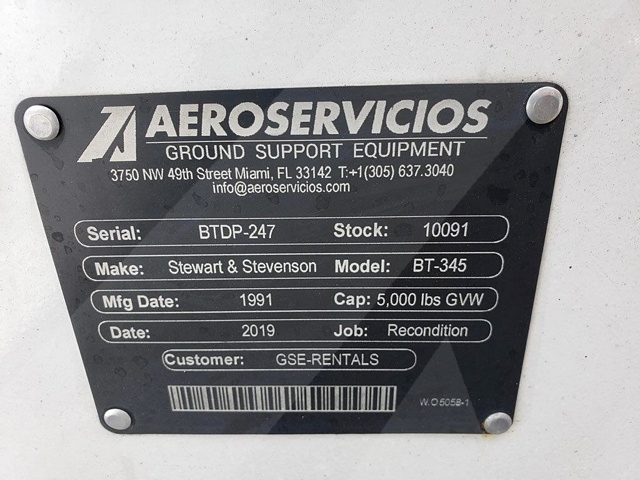 AEROSERVICIOS
GROUND SUPPORT EQUIPMENT
3750 NW 49th Street Miami, FL 33142 T:+1(305) 637.3040
info@aeroservicios.com
Serial: BTDP-247 Stock: 10091
Make: Stewart & Stevenson Model: BT-345
Mfg Date: 1991 Cap: 5,000 lbs GVW
Date: 2019 Job: Recondition
Customer: GSE-RENTALS
W.O 5058-1